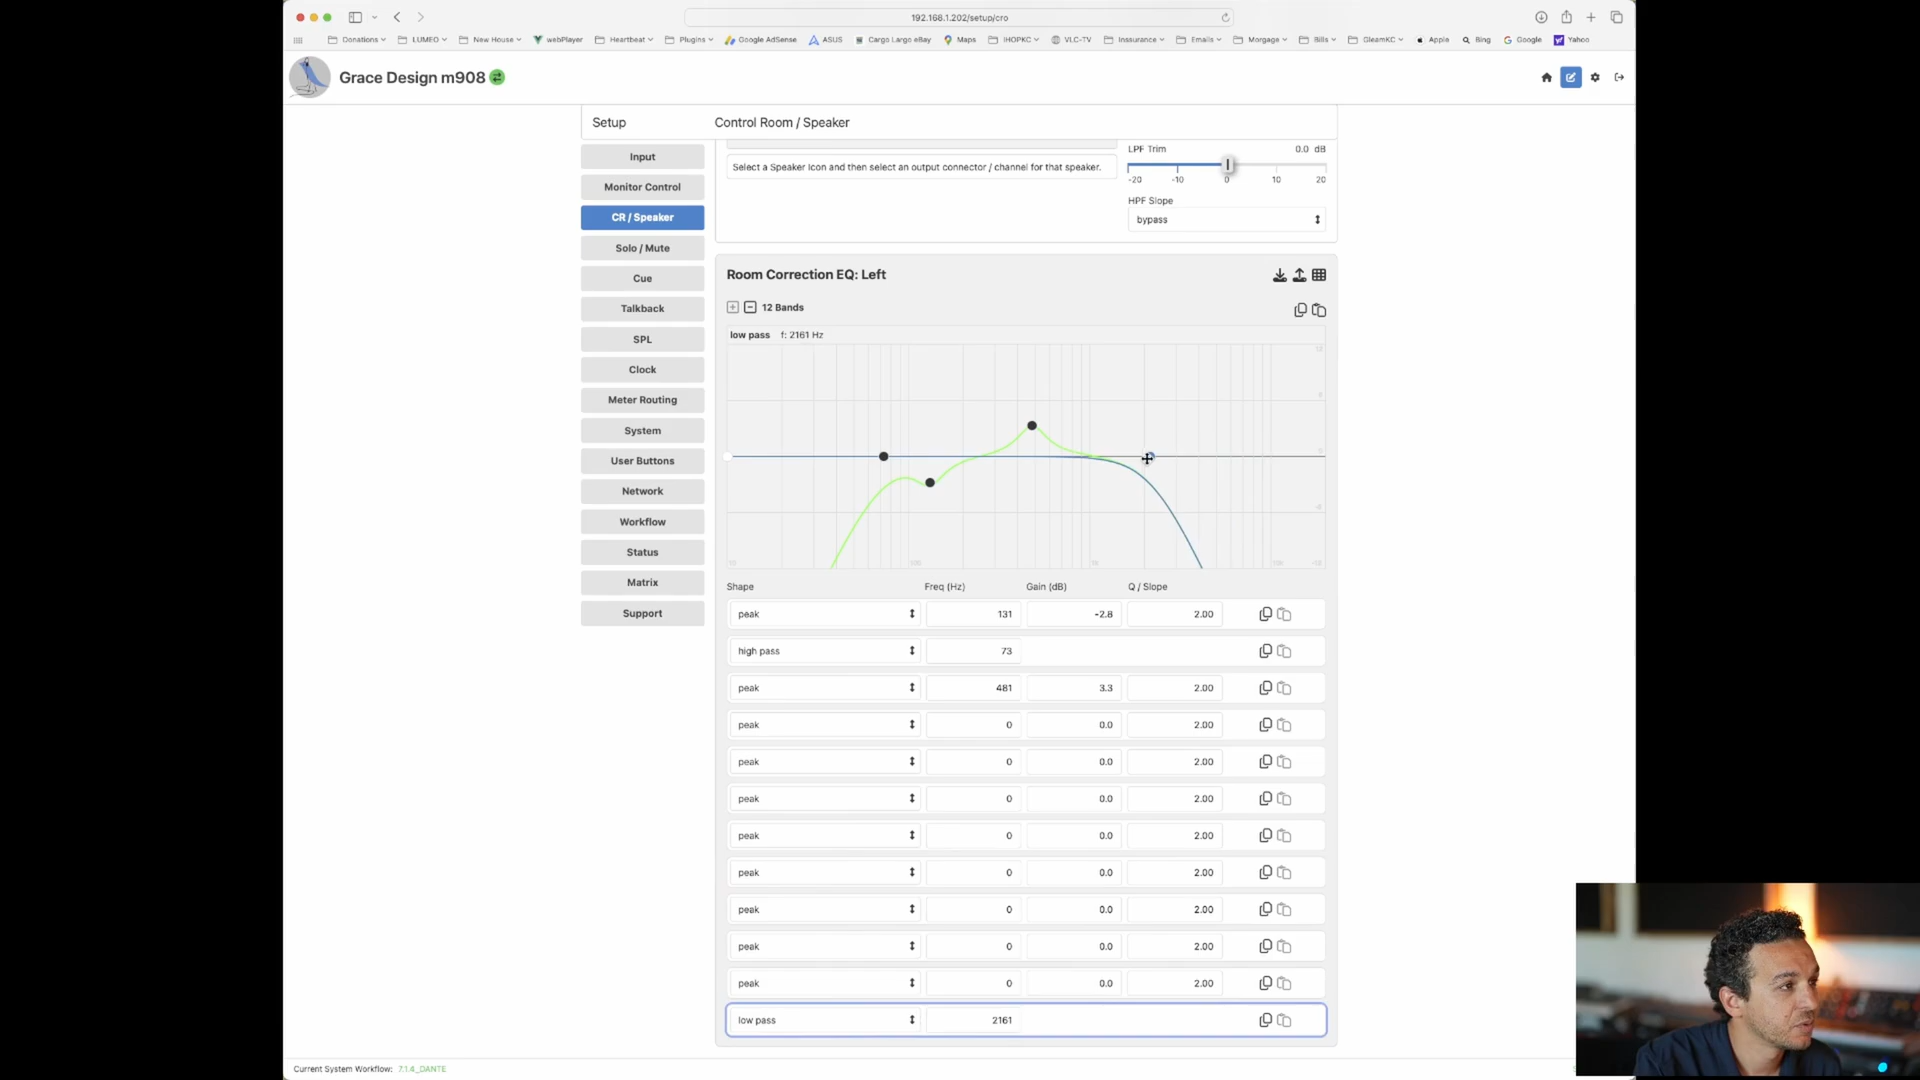 192.168.1.202/setup/cro
Donations LUMEO New House webPlayer Heartbeat Plugins Google AdSense ASUS Cargo Largo eBay Maps IHOPKC VLC-TV Inssurance Emails Morgage Bills GleamKC Apple Bing Google Yahoo
Grace Design m908
Setup Control Room / Speaker
Input
Monitor Control
CR / Speaker
Solo / Mute
Cue
Talkback
SPL
Clock
Meter Routing
System
User Buttons
Network
Workflow
Status
Matrix
Support
Select a Speaker Icon and then select an output connector / channel for that speaker.
LPF Trim 0.0 dB
-20 -10 0 10 20
HPF Slope
bypass
Room Correction EQ: Left
12 Bands
low pass f: 2161 Hz
10 100 1k 10k
Shape Freq (Hz) Gain (dB) Q / Slope
peak 131 -2.8 2.00
high pass 73
peak 481 3.3 2.00
peak 0 0.0 2.00
peak 0 0.0 2.00
peak 0 0.0 2.00
peak 0 0.0 2.00
peak 0 0.0 2.00
peak 0 0.0 2.00
peak 0 0.0 2.00
peak 0 0.0 2.00
low pass 2161
Current System Workflow: 7.1.4_DANTE